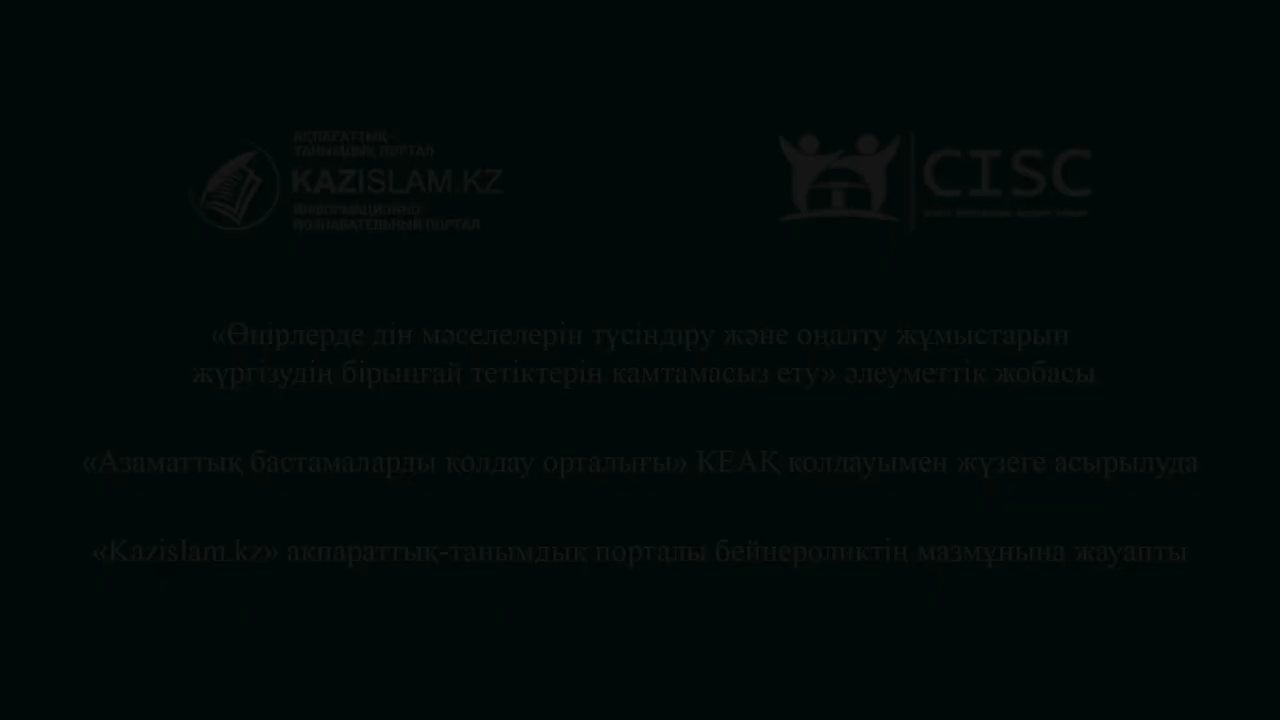 АҚПАРАТТЫҚ-
ТАНЫМДЫҚ ПОРТАЛ
KAZISLAM.KZ
ИНФОРМАЦИОННО-
ПОЗНАВАТЕЛЬНЫЙ ПОРТАЛ
CISC
«Өңірлерде дін мәселелерін түсіндіру және оңалту жұмыстарын
жүргізудің бірыңғай тетіктерін қамтамасыз ету» әлеуметтік жобасы
«Азаматтық бастамаларды қолдау орталығы» КЕАҚ қолдауымен жүзеге асырылуда
«Kazislam.kz» ақпараттық-танымдық порталы бейнероликтің мазмұнына жауапты